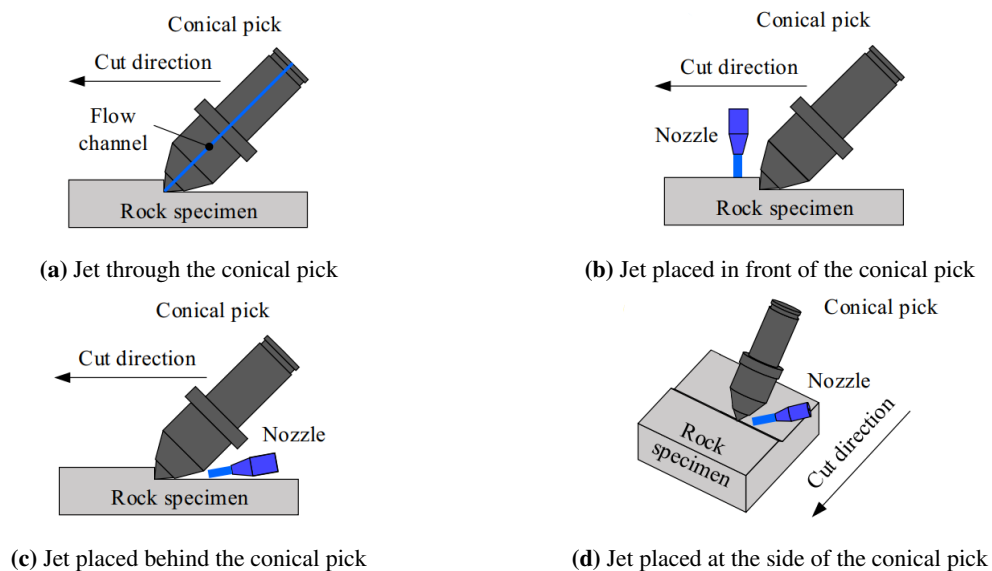 Conical pick
Cut direction
Flow
channel
Rock specimen
(a) Jet through the conical pick
Conical pick
Cut direction
Nozzle
Rock specimen
(b) Jet placed in front of the conical pick
Conical pick
Cut direction
Nozzle
Rock specimen
(c) Jet placed behind the conical pick
Conical pick
Nozzle
Rock
specimen
Cut direction
(d) Jet placed at the side of the conical pick